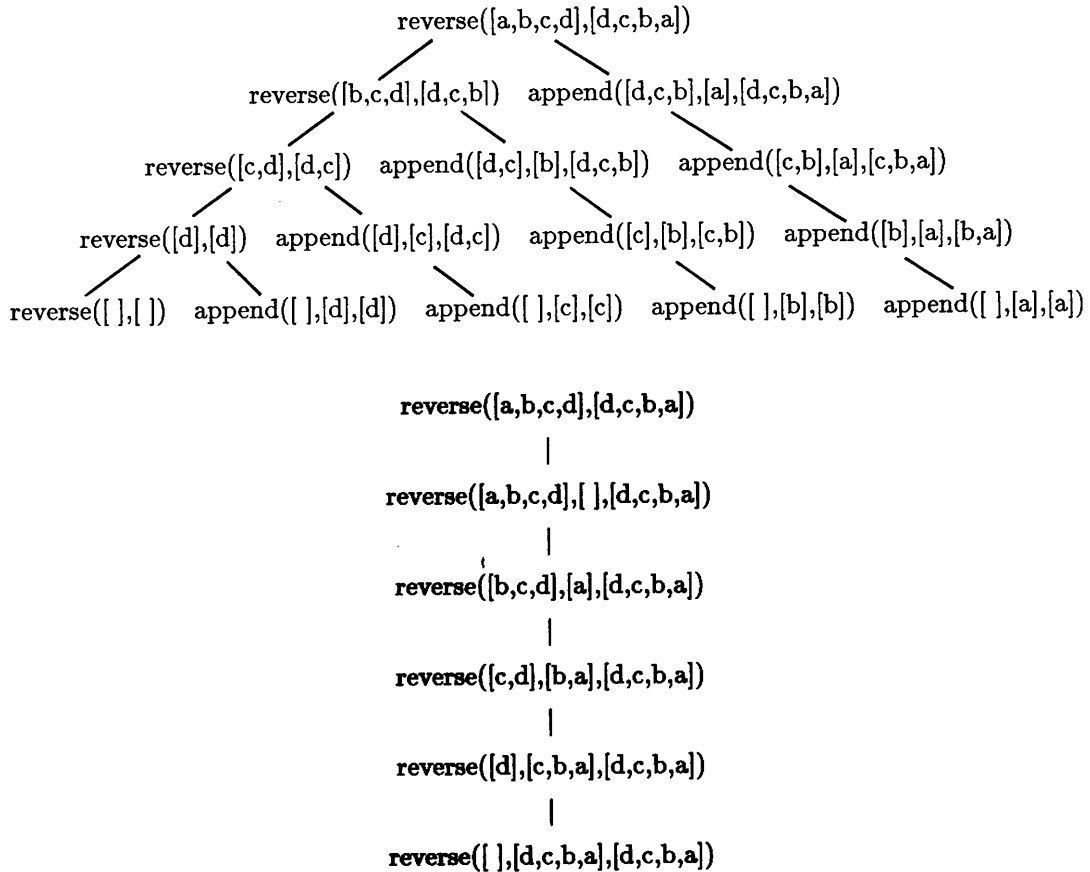 reverse([a,b,c,d],[d,c,b,a])
reverse([b,c,d],[d,c,b]) append([d,c,b],[a],[d,c,b,a])
reverse([c,d],[d,c]) append([d,c],[b],[d,c,b]) append([c,b],[a],[c,b,a])
reverse([d],[d]) append([d],[c],[d,c]) append([c],[b],[c,b]) append([b],[a],[b,a])
reverse([ ],[ ]) append([ ],[d],[d]) append([ ],[c],[c]) append([ ],[b],[b]) append([ ],[a],[a])
reverse([a,b,c,d],[d,c,b,a])
reverse([a,b,c,d],[ ],[d,c,b,a])
reverse([b,c,d],[a],[d,c,b,a])
reverse([c,d],[b,a],[d,c,b,a])
reverse([d],[c,b,a],[d,c,b,a])
reverse([ ],[d,c,b,a],[d,c,b,a])